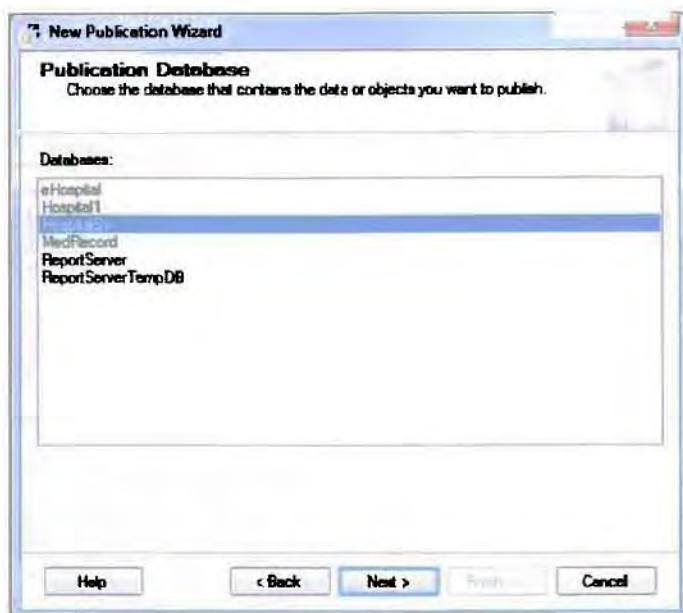 New Publication Wizard
Publication Database
Choose the database that contains the data or objects you want to publish.
Databases:
eHospital
Hospital1
MedRecord
ReportServer
ReportServerTempDB
Help
< Back
Next >
Cancel